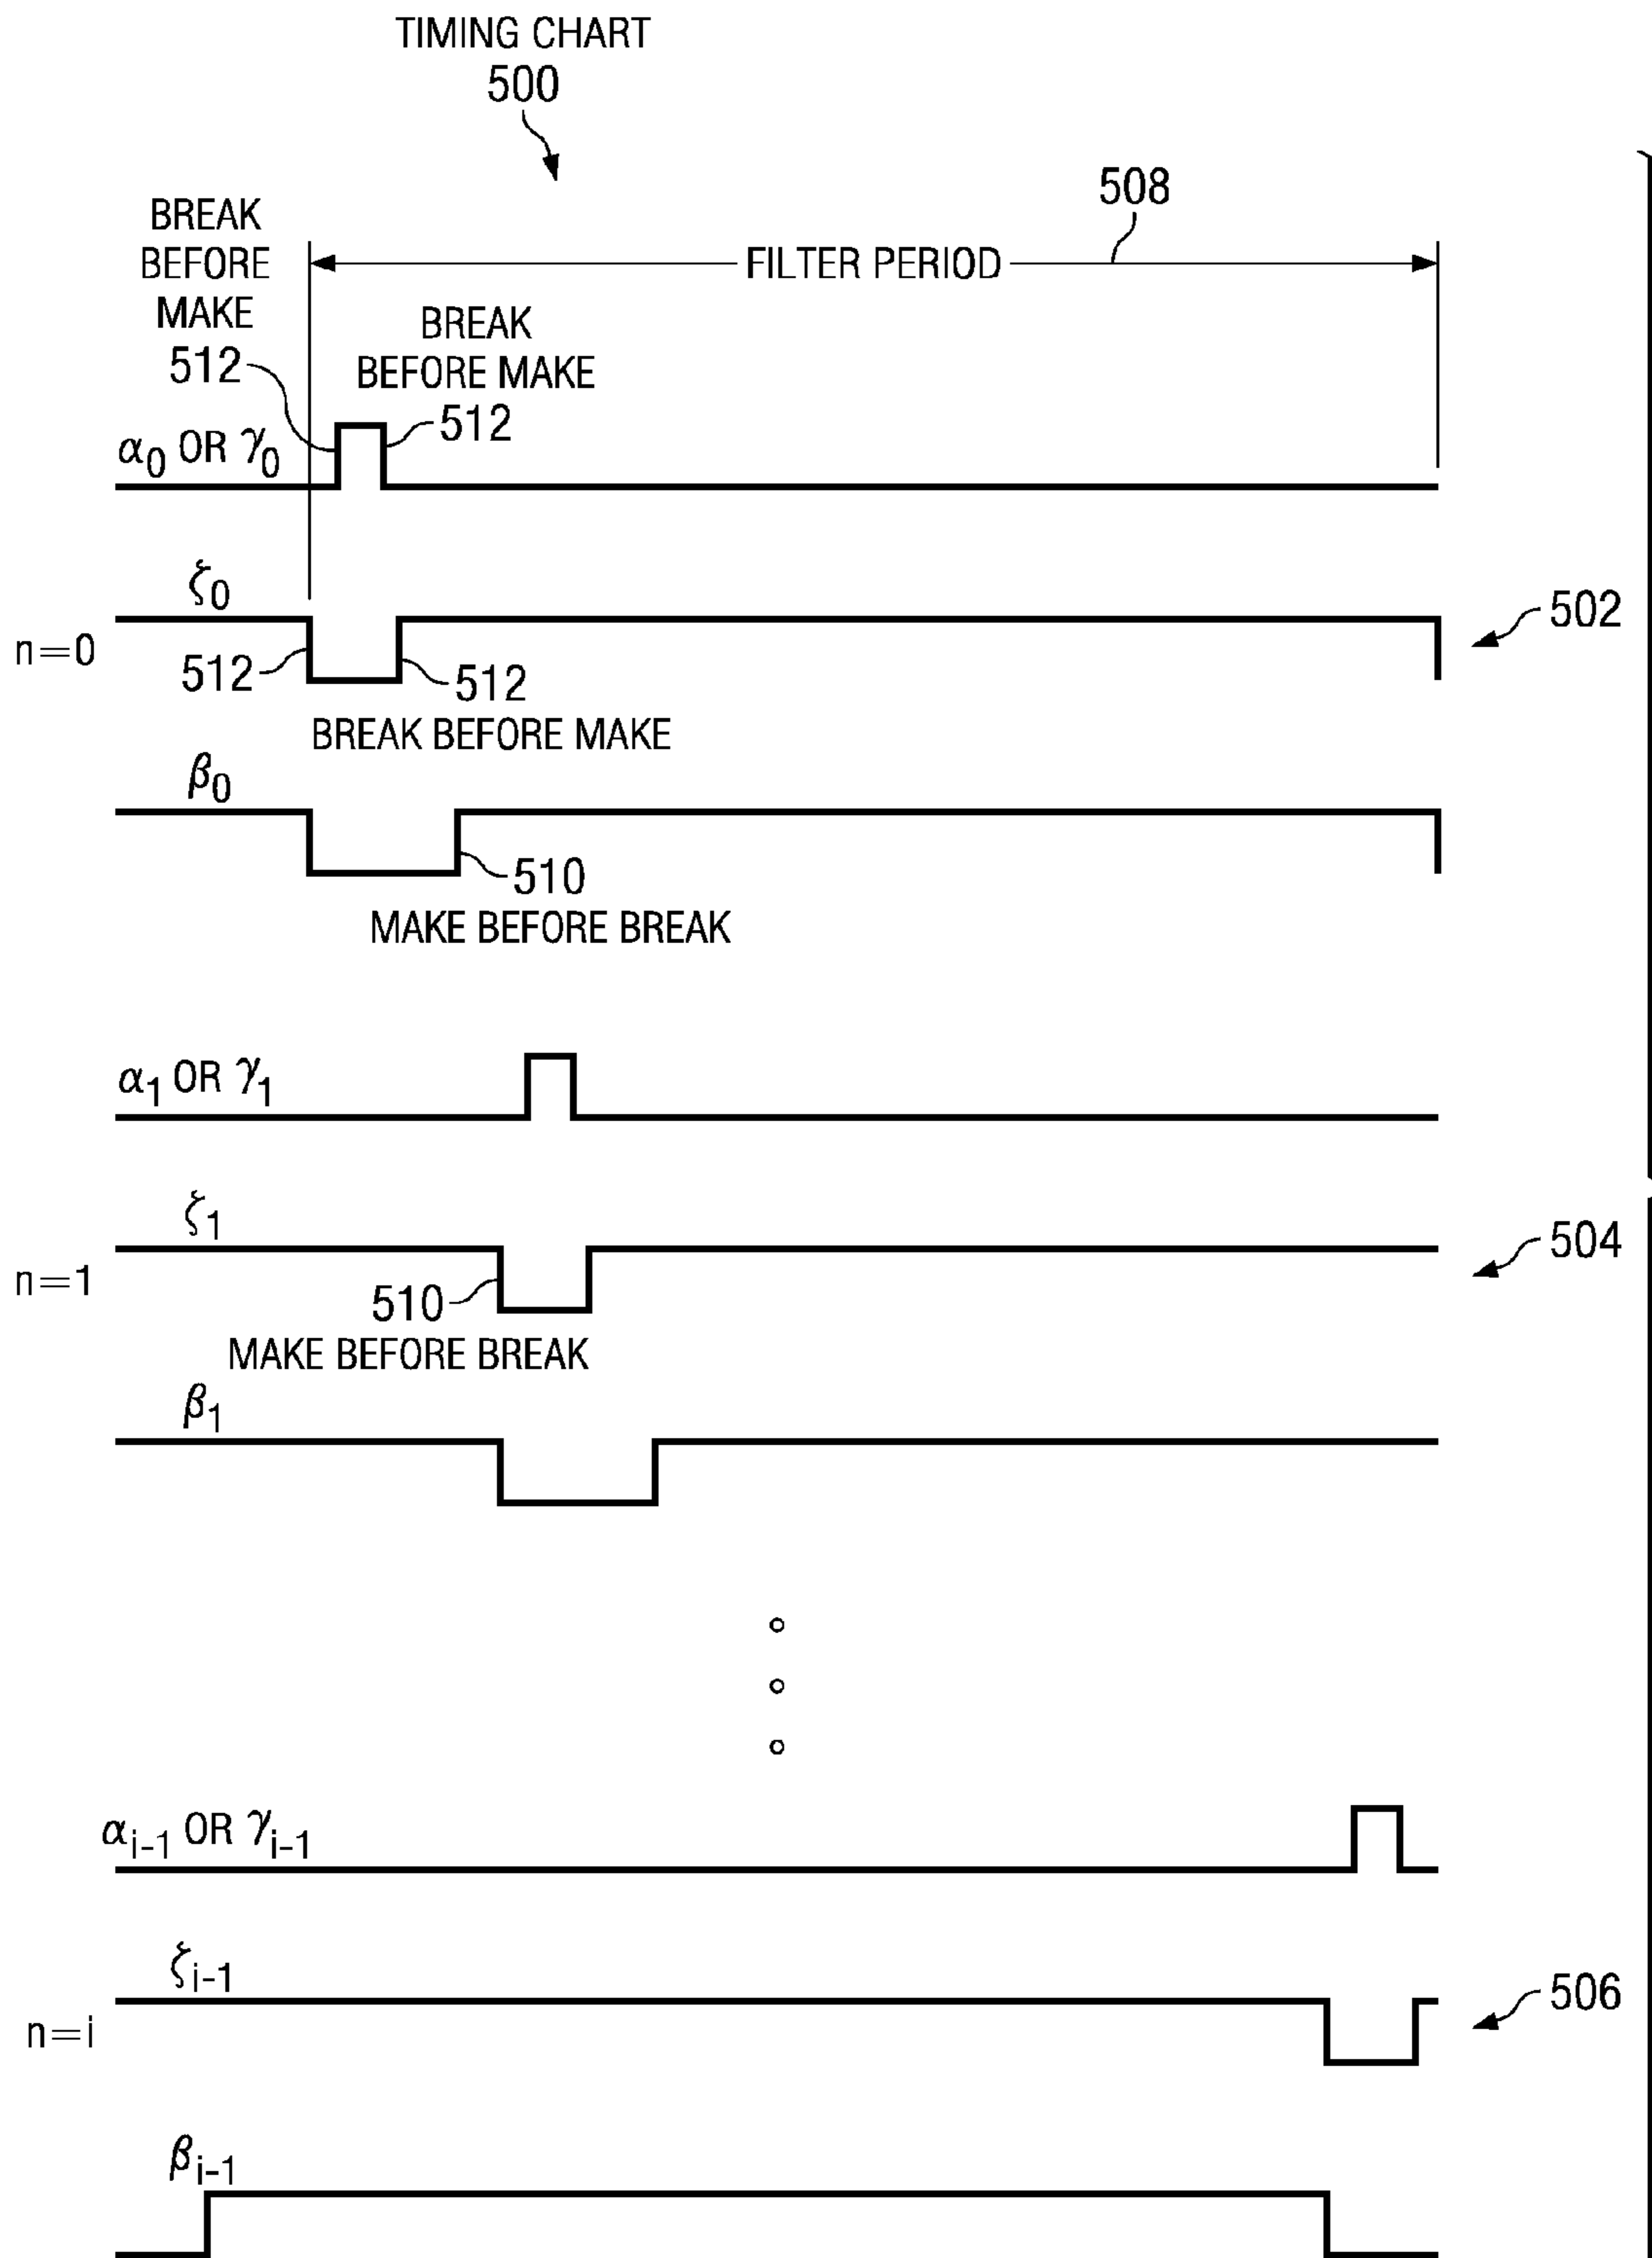 TIMING CHART
500
508
BREAK
BEFORE
MAKE
512
FILTER PERIOD
BREAK
BEFORE MAKE
512
α0 OR γ0
ζ0
n=0
512
512
BREAK BEFORE MAKE
502
β0
510
MAKE BEFORE BREAK
α1 OR γ1
ζ1
n=1
510
MAKE BEFORE BREAK
504
β1
αi-1 OR γi-1
ζi-1
n=i
506
βi-1